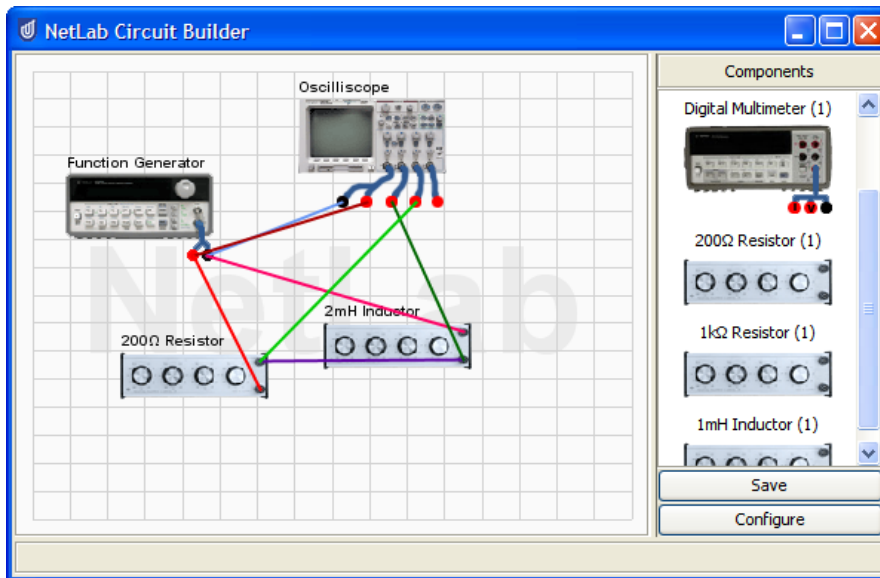 NetLab Circuit Builder
Oscilliscope
Function Generator
NetLab
2mH Inductor
200Ω Resistor
Components
Digital Multimeter (1)
200Ω Resistor (1)
1kΩ Resistor (1)
1mH Inductor (1)
Save
Configure